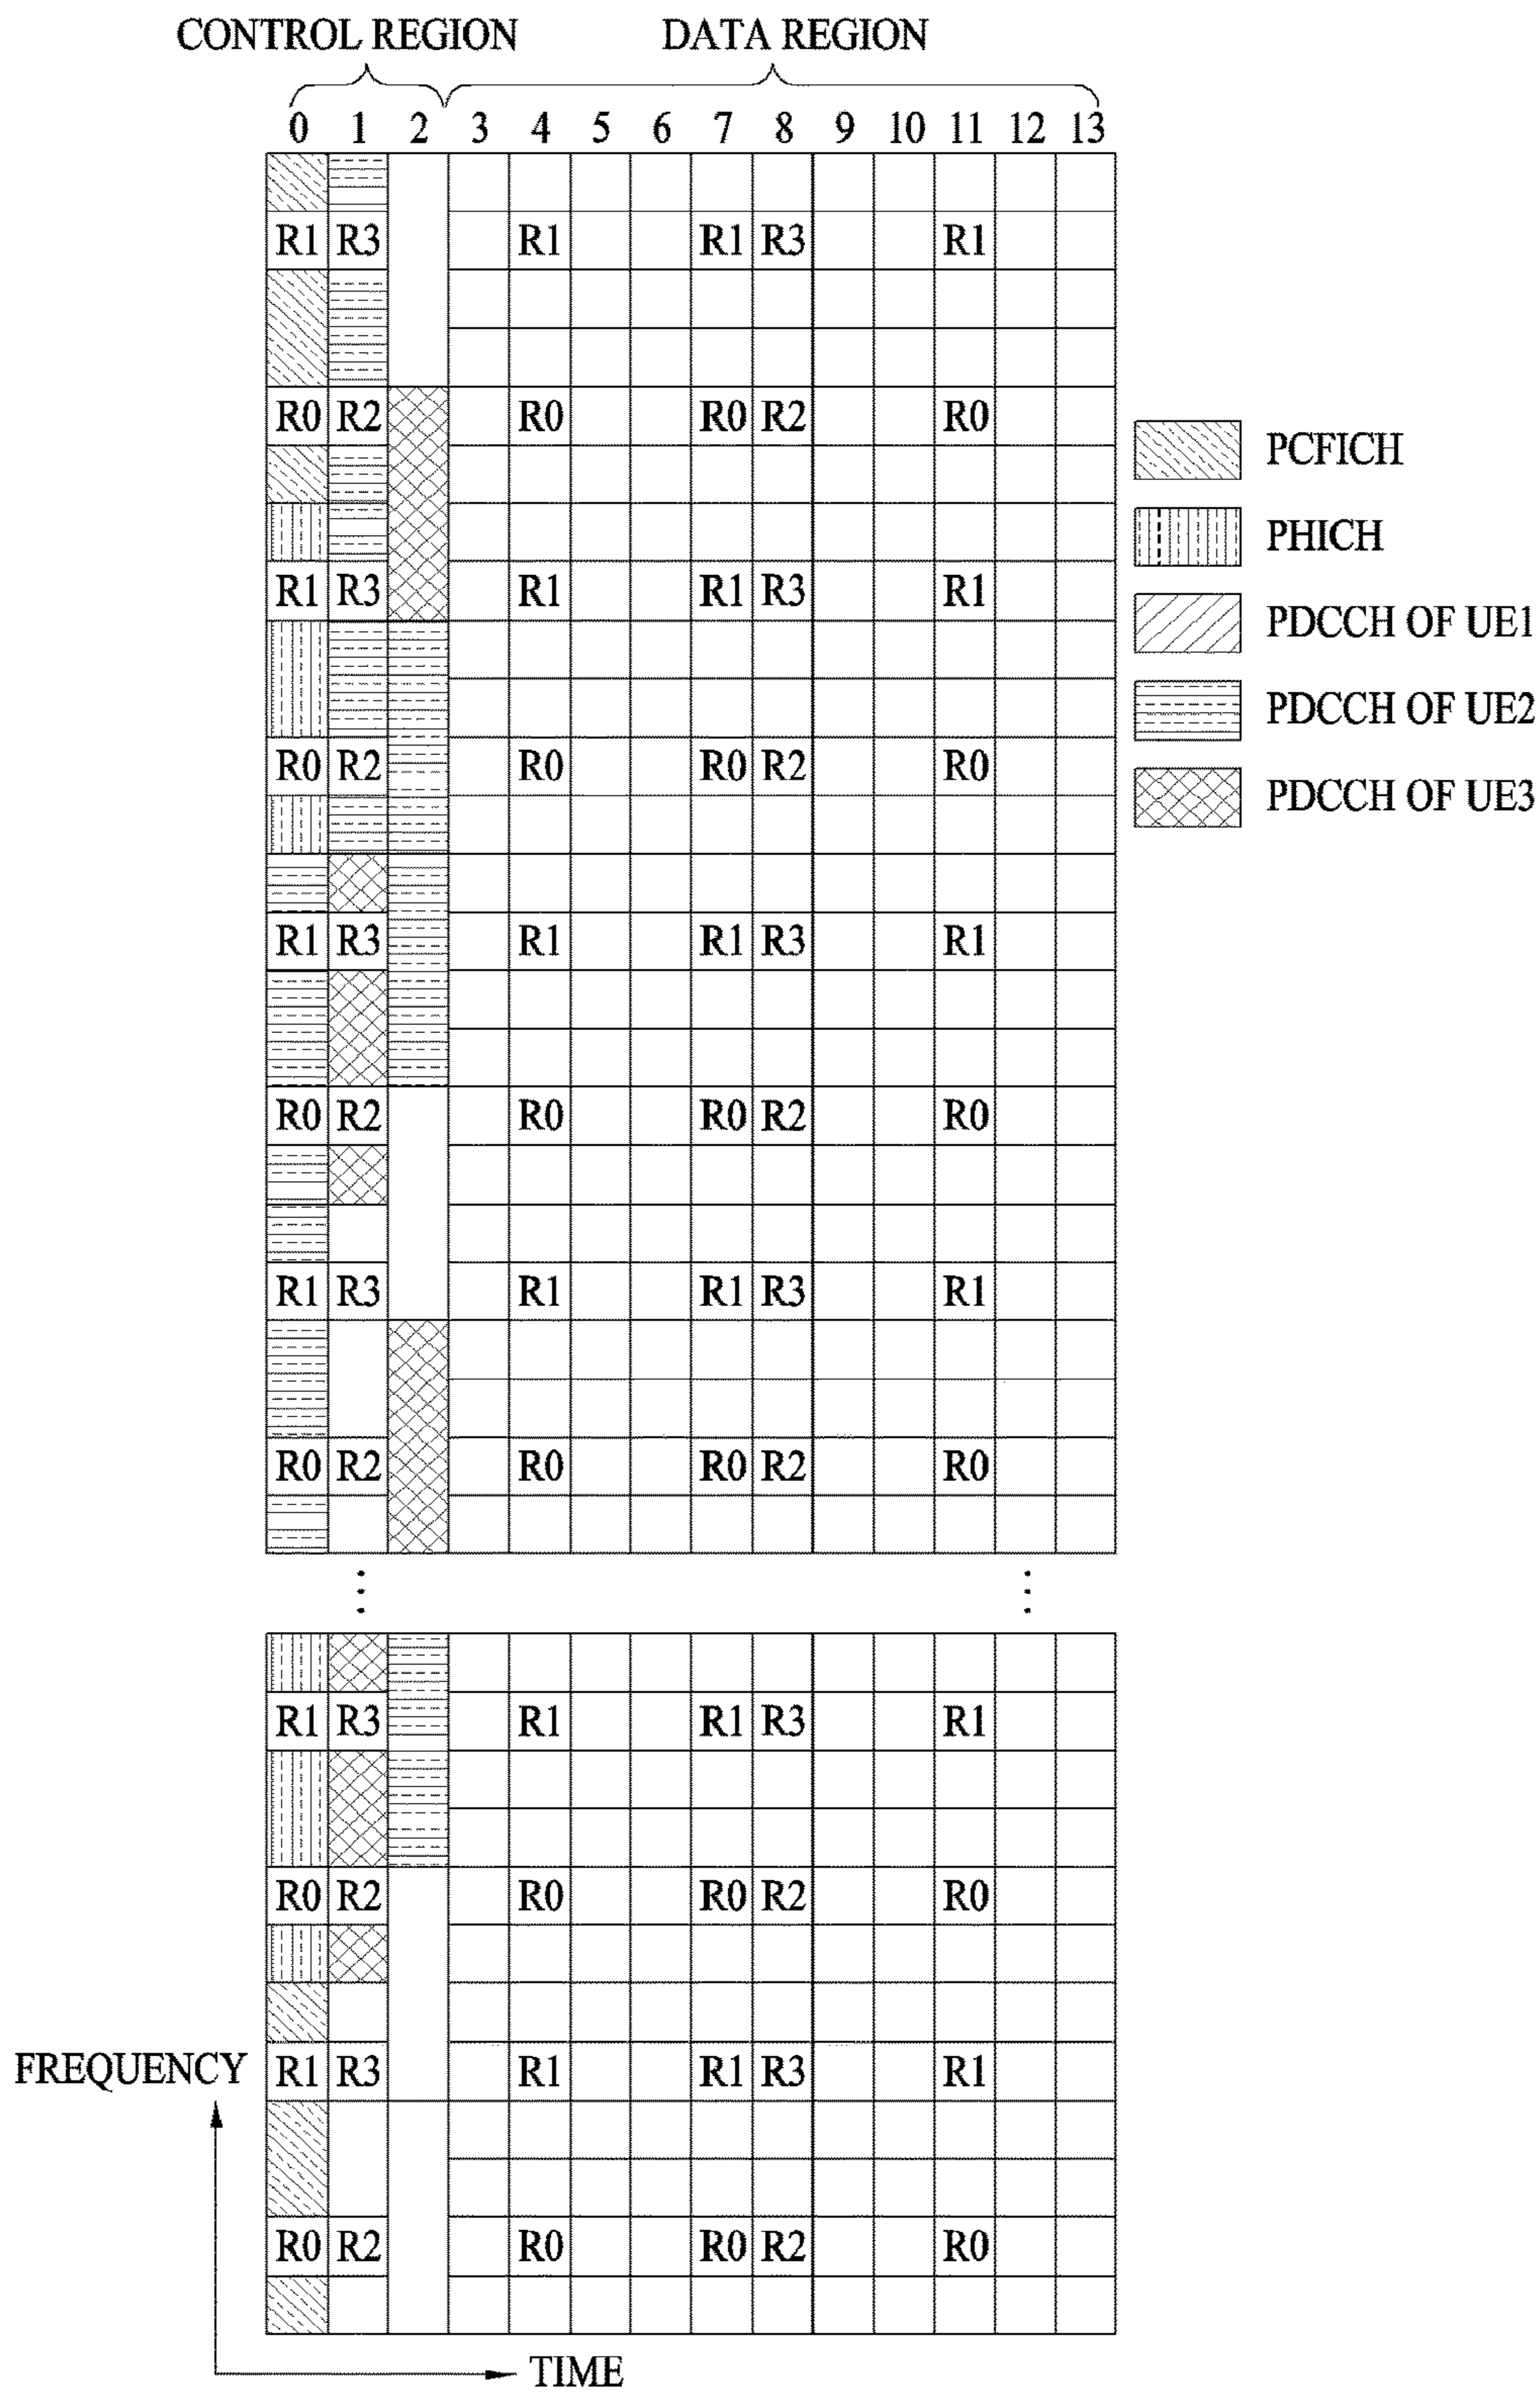 CONTROL REGION DATA REGION
0 1 2 3 4 5 6 7 8 9 10 11 12 13
R1 R3 R1 R1 R3 R1
R0 R2 R0 R0 R2 R0
PCFICH
PHICH
R1 R3 R1 R1 R3 R1
PDCCH OF UE1
PDCCH OF UE2
R0 R2 R0 R0 R2 R0
PDCCH OF UE3
R1 R3 R1 R1 R3 R1
R0 R2 R0 R0 R2 R0
R1 R3 R1 R1 R3 R1
R0 R2 R0 R0 R2 R0
R1 R3 R1 R1 R3 R1
R0 R2 R0 R0 R2 R0
FREQUENCY R1 R3 R1 R1 R3 R1
R0 R2 R0 R0 R2 R0
TIME